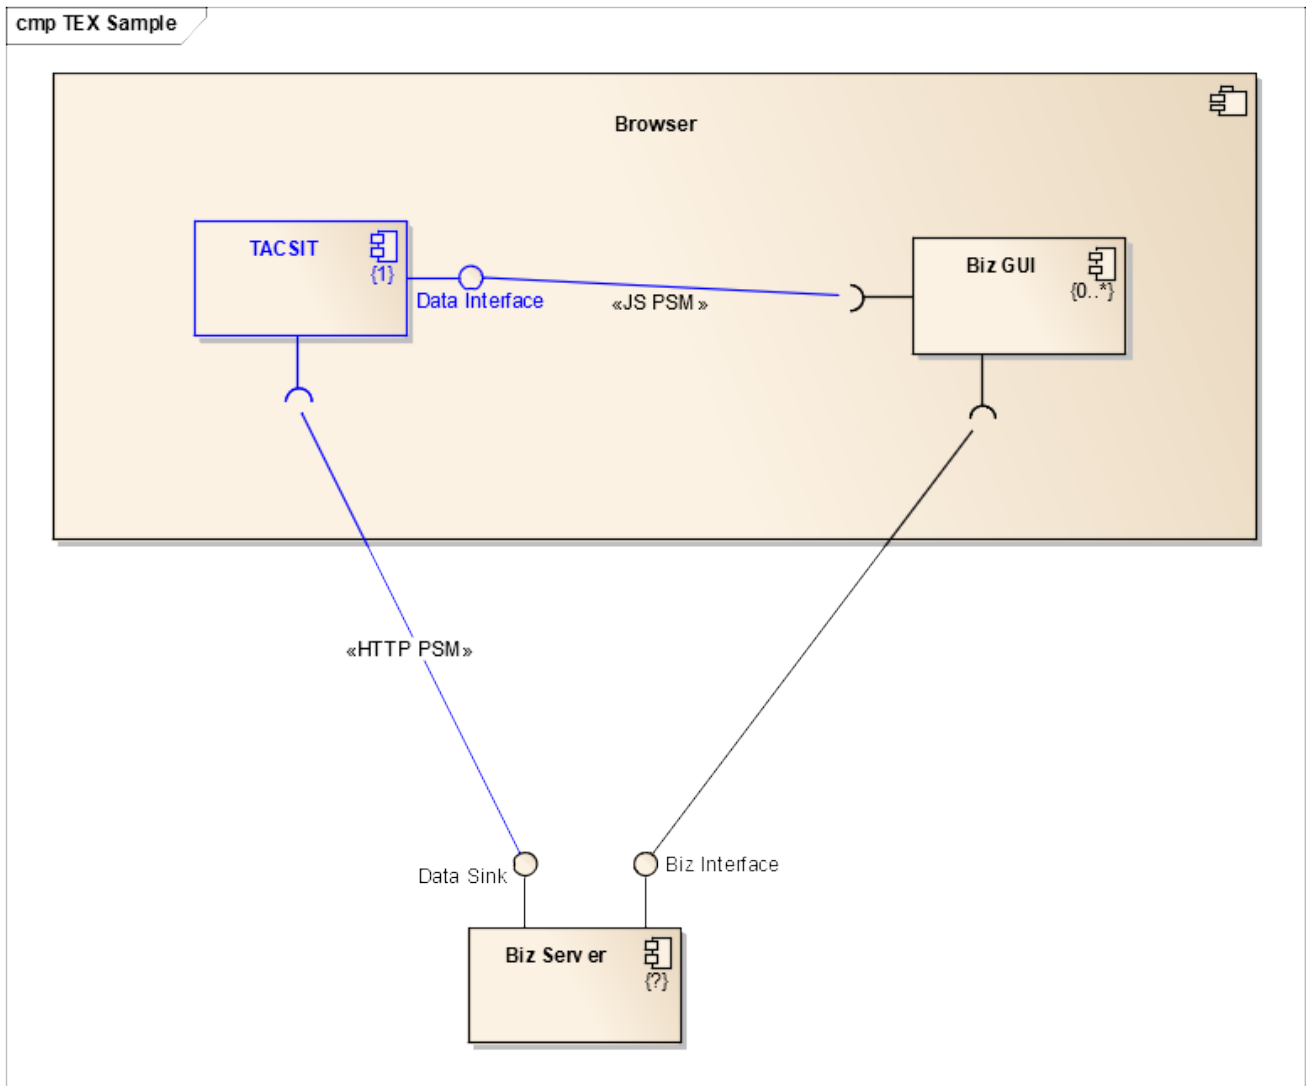 cmp TEX Sample
Browser
TACSIT
{1}
Data Interface
«JS PSM»
Biz GUI
{0..*}
«HTTP PSM»
Data Sink
Biz Interface
Biz Server
{?}